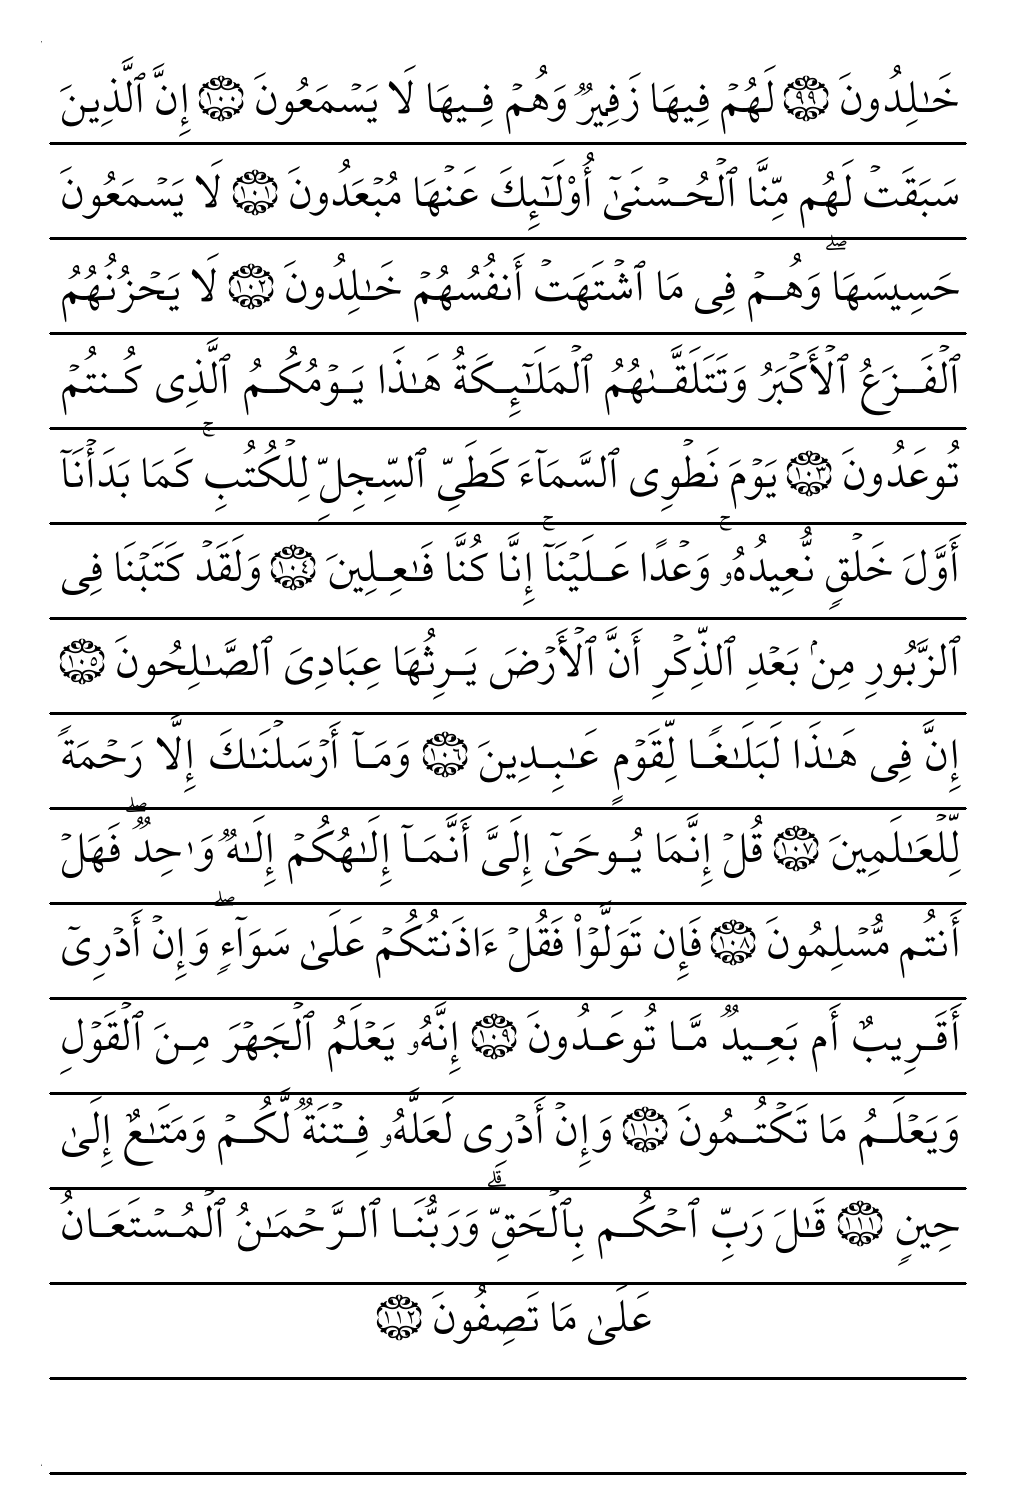 خَٰلِدُونَ ٩٩ لَهُمۡ فِيهَا زَفِيرٞ وَهُمۡ فِيهَا لَا يَسۡمَعُونَ ١٠٠ إِنَّ ٱلَّذِينَ
سَبَقَتۡ لَهُم مِّنَّا ٱلۡحُسۡنَىٰٓ أُوْلَٰٓئِكَ عَنۡهَا مُبۡعَدُونَ ١٠١ لَا يَسۡمَعُونَ
حَسِيسَهَاۖ وَهُمۡ فِي مَا ٱشۡتَهَتۡ أَنفُسُهُمۡ خَٰلِدُونَ ١٠٢ لَا يَحۡزُنُهُمُ
ٱلۡفَزَعُ ٱلۡأَكۡبَرُ وَتَتَلَقَّىٰهُمُ ٱلۡمَلَٰٓئِكَةُ هَٰذَا يَوۡمُكُمُ ٱلَّذِي كُنتُمۡ
تُوعَدُونَ ١٠٣ يَوۡمَ نَطۡوِي ٱلسَّمَآءَ كَطَيِّ ٱلسِّجِلِّ لِلۡكُتُبِۚ كَمَا بَدَأۡنَآ
أَوَّلَ خَلۡقٖ نُّعِيدُهُۥۚ وَعۡدًا عَلَيۡنَآۚ إِنَّا كُنَّا فَٰعِلِينَ ١٠٤ وَلَقَدۡ كَتَبۡنَا فِي
ٱلزَّبُورِ مِنۢ بَعۡدِ ٱلذِّكۡرِ أَنَّ ٱلۡأَرۡضَ يَرِثُهَا عِبَادِيَ ٱلصَّٰلِحُونَ ١٠٥
إِنَّ فِي هَٰذَا لَبَلَٰغٗا لِّقَوۡمٍ عَٰبِدِينَ ١٠٦ وَمَآ أَرۡسَلۡنَٰكَ إِلَّا رَحۡمَةٗ
لِّلۡعَٰلَمِينَ ١٠٧ قُلۡ إِنَّمَا يُوحَىٰٓ إِلَيَّ أَنَّمَآ إِلَٰهُكُمۡ إِلَٰهٞ وَٰحِدٞۖ فَهَلۡ
أَنتُم مُّسۡلِمُونَ ١٠٨ فَإِن تَوَلَّوۡاْ فَقُلۡ ءَاذَنتُكُمۡ عَلَىٰ سَوَآءٖۖ وَإِنۡ أَدۡرِيٓ
أَقَرِيبٌ أَم بَعِيدٞ مَّا تُوعَدُونَ ١٠٩ إِنَّهُۥ يَعۡلَمُ ٱلۡجَهۡرَ مِنَ ٱلۡقَوۡلِ
وَيَعۡلَمُ مَا تَكۡتُمُونَ ١١٠ وَإِنۡ أَدۡرِي لَعَلَّهُۥ فِتۡنَةٞ لَّكُمۡ وَمَتَٰعٌ إِلَىٰ
حِينٖ ١١١ قَٰلَ رَبِّ ٱحۡكُم بِٱلۡحَقِّۗ وَرَبُّنَا ٱلرَّحۡمَٰنُ ٱلۡمُسۡتَعَانُ
عَلَىٰ مَا تَصِفُونَ ١١٢